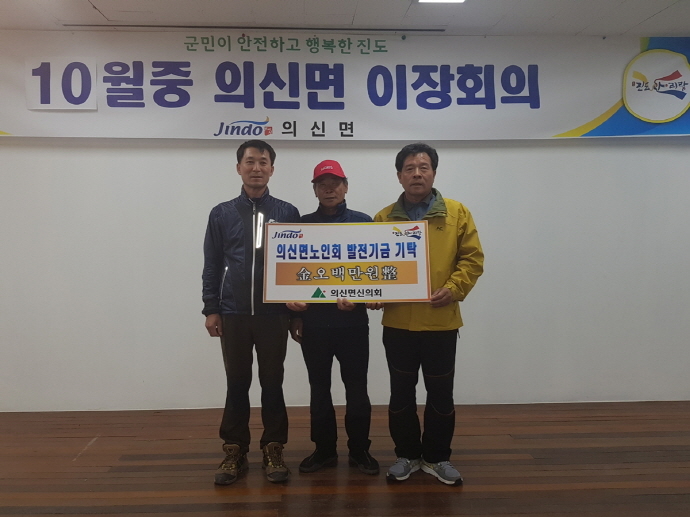 군민이 안전하고 행복한 진도
10월중 의신면 이장회의
Jindo 의신면
Jindo
의신면노인회 발전기금 기탁
金오백만원整
의신면신의회